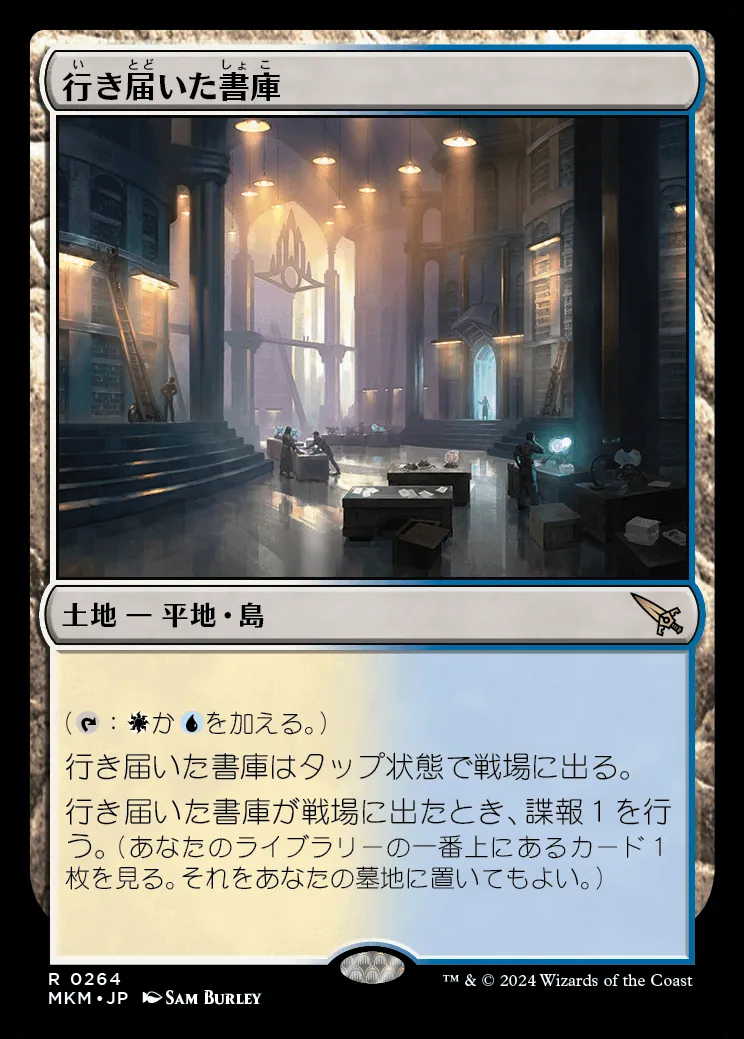 行き届いた書庫
土地 — 平地・島
(：か を加える。)
行き届いた書庫はタップ状態で戦場に出る。
行き届いた書庫が戦場に出たとき、諜報１を行
う。(あなたのライブラリーの一番上にあるカード１
枚を見る。それをあなたの墓地に置いてもよい。)
R 0264
MKM・JP SAM BURLEY
™ & © 2024 Wizards of the Coast